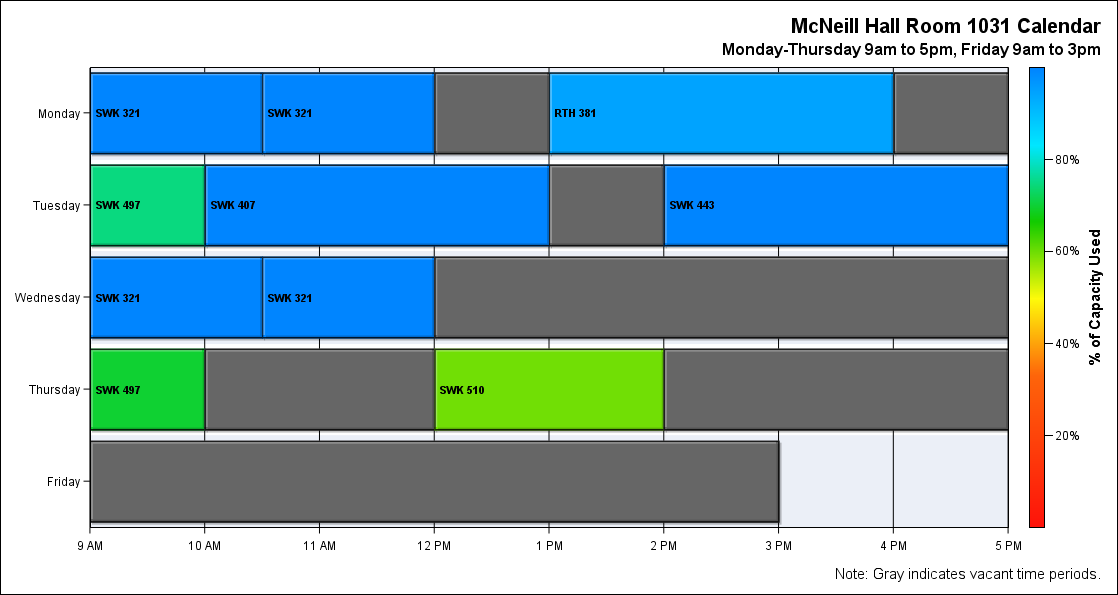 McNeill Hall Room 1031 Calendar
Monday-Thursday 9am to 5pm, Friday 9am to 3pm
Monday
SWK 321
SWK 321
RTH 381
Tuesday
SWK 497
SWK 407
SWK 443
Wednesday
SWK 321
SWK 321
Thursday
SWK 497
SWK 510
Friday
9 AM
10 AM
11 AM
12 PM
1 PM
2 PM
3 PM
4 PM
5 PM
80%
60%
40%
20%
% of Capacity Used
Note: Gray indicates vacant time periods.